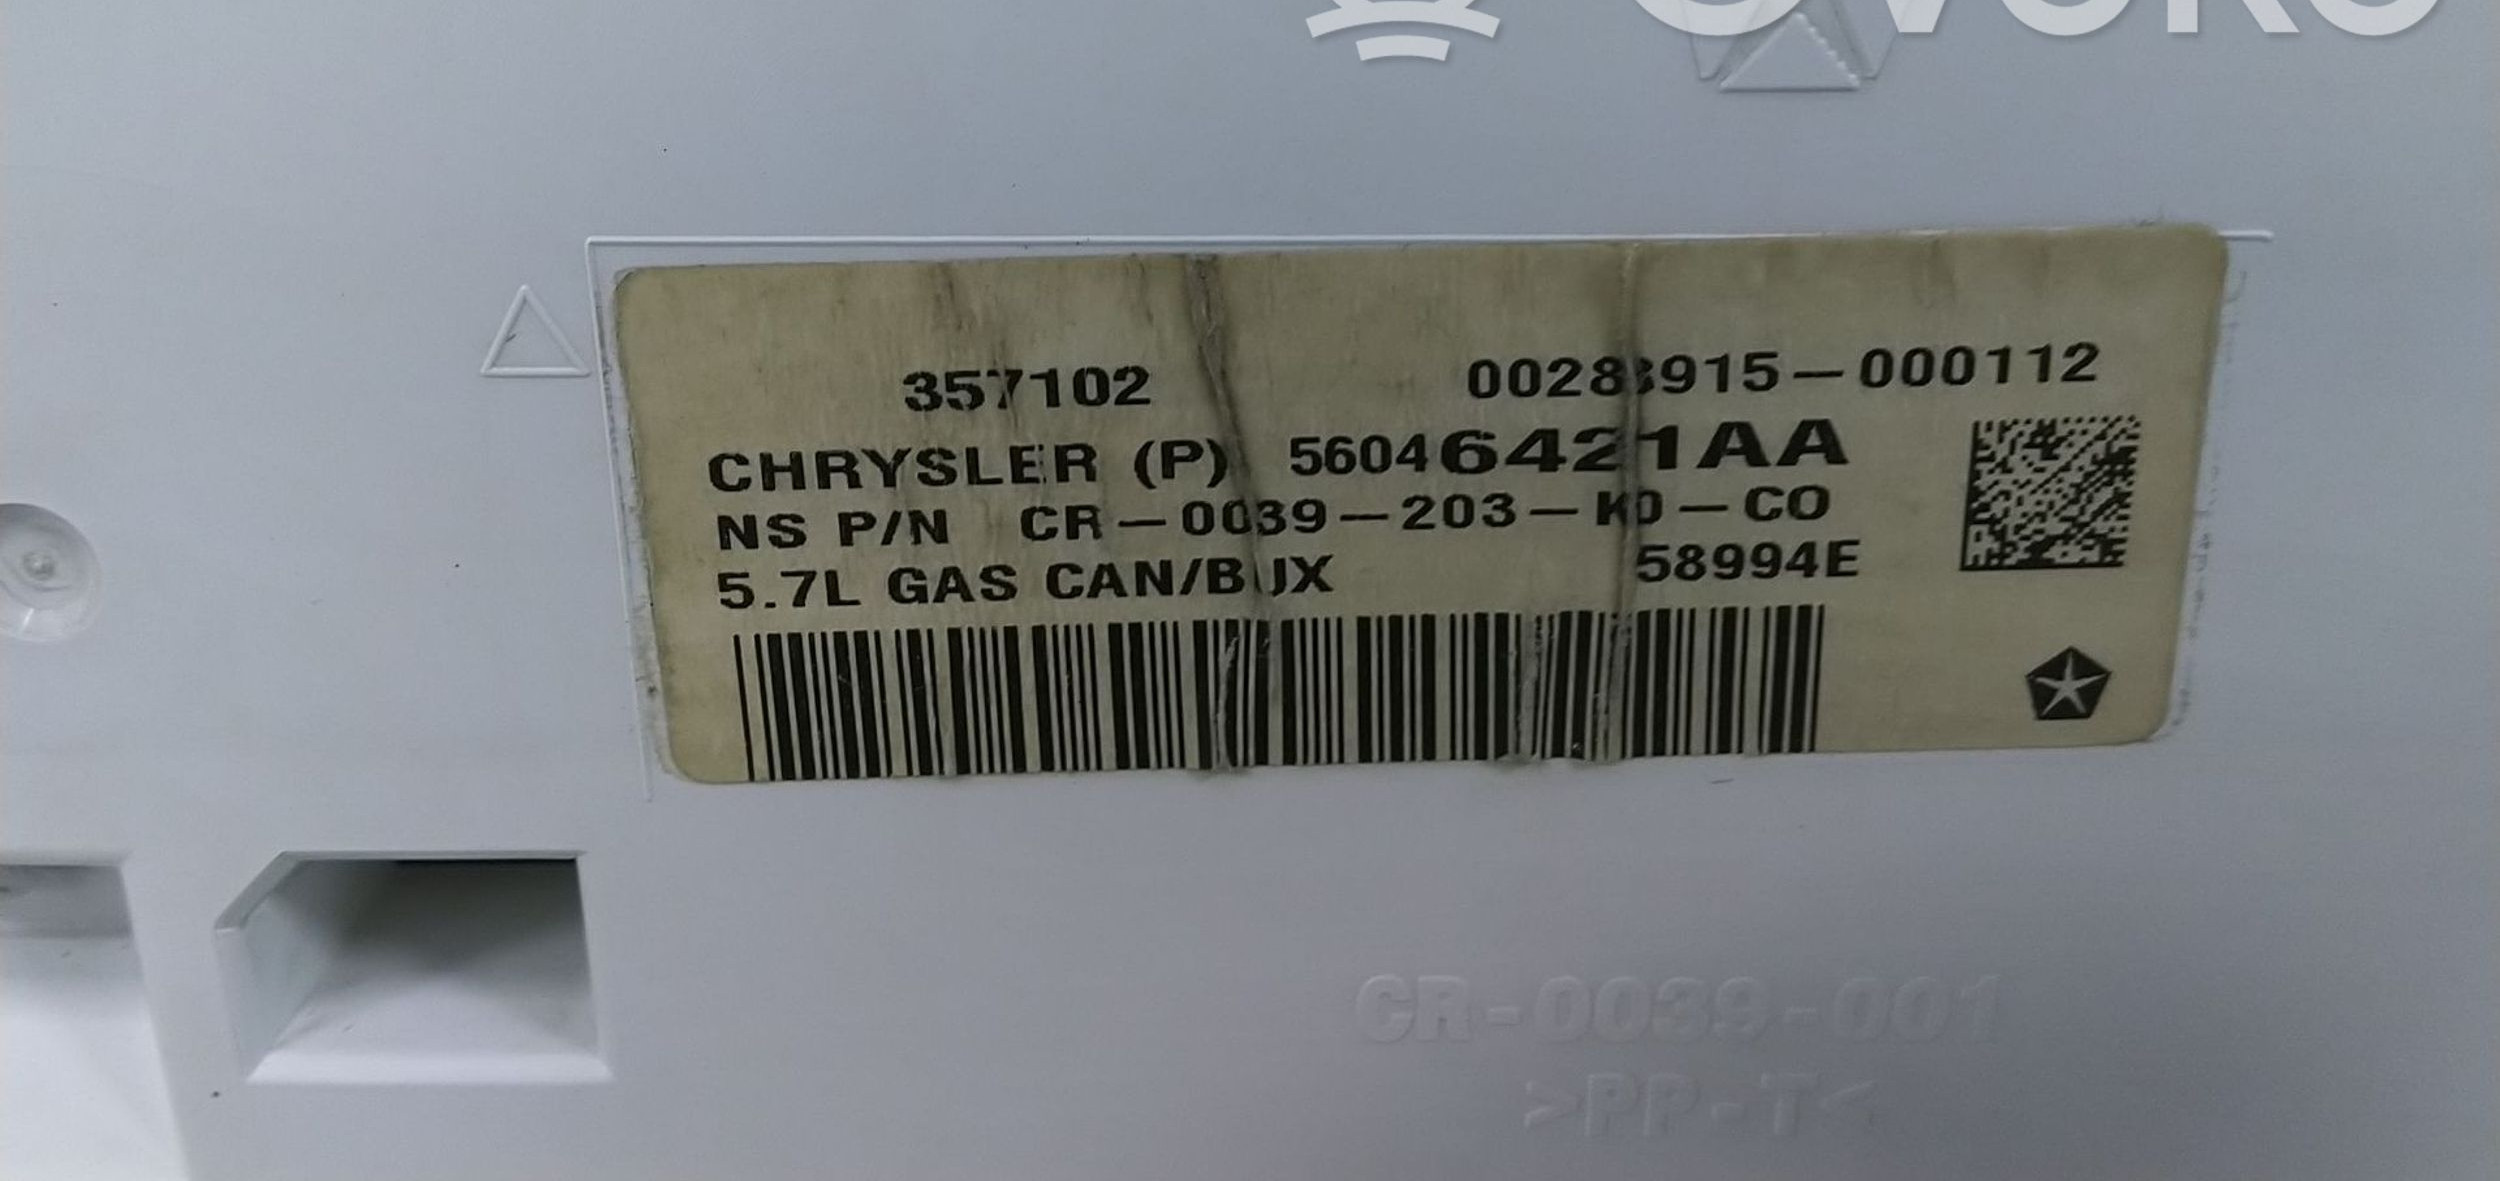 OVOKO
357102 00283915-000112
CHRYSLER (P) 56046421AA
NS P/N CR-0039-203-K0-CO
5.7L GAS CAN/BUX 58994E
CR-0039-001
>PP-T<